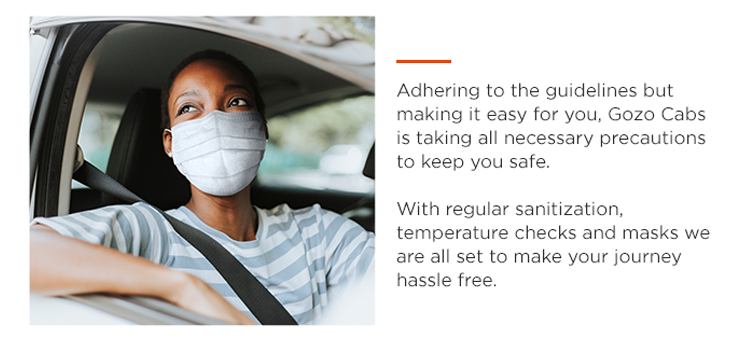 Adhering to the guidelines but
making it easy for you, Gozo Cabs
is taking all necessary precautions
to keep you safe.
With regular sanitization,
temperature checks and masks we
are all set to make your journey
hassle free.